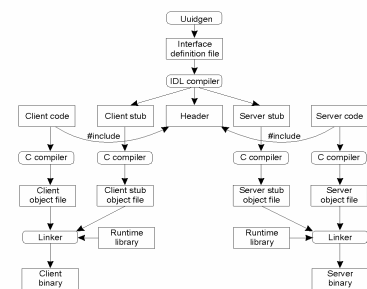 Uuidgen
Interface
definition file
IDL compiler
Client code
Client stub
Header
Server stub
Server code
#include
#include
C compiler
C compiler
C compiler
C compiler
Client
object file
Client stub
object file
Server stub
object file
Server
object file
Linker
Runtime
library
Runtime
library
Linker
Client
binary
Server
binary